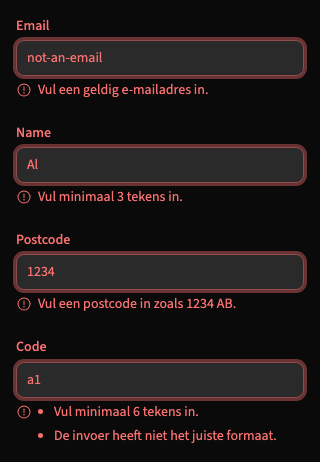 Email
not-an-email
Vul een geldig e-mailadres in.
Name
Al
Vul minimaal 3 tekens in.
Postcode
1234
Vul een postcode in zoals 1234 AB.
Code
a1
• Vul minimaal 6 tekens in.
• De invoer heeft niet het juiste formaat.